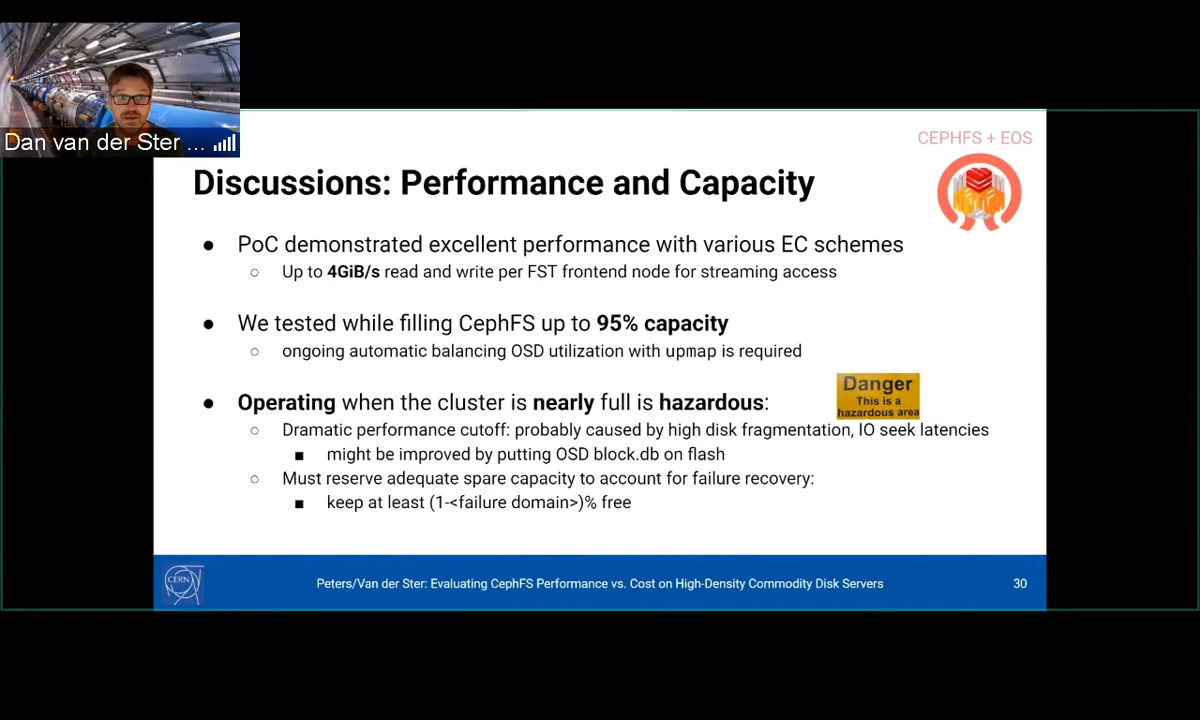 Dan van der Ster ...
CEPHFS + EOS
Discussions: Performance and Capacity
● PoC demonstrated excellent performance with various EC schemes
○ Up to 4GiB/s read and write per FST frontend node for streaming access
● We tested while filling CephFS up to 95% capacity
○ ongoing automatic balancing OSD utilization with upmap is required
● Operating when the cluster is nearly full is hazardous:
Danger
This is a
hazardous area
○ Dramatic performance cutoff: probably caused by high disk fragmentation, IO seek latencies
■ might be improved by putting OSD block.db on flash
○ Must reserve adequate spare capacity to account for failure recovery:
■ keep at least (1-<failure domain>)% free
CERN
Peters/Van der Ster: Evaluating CephFS Performance vs. Cost on High-Density Commodity Disk Servers
30